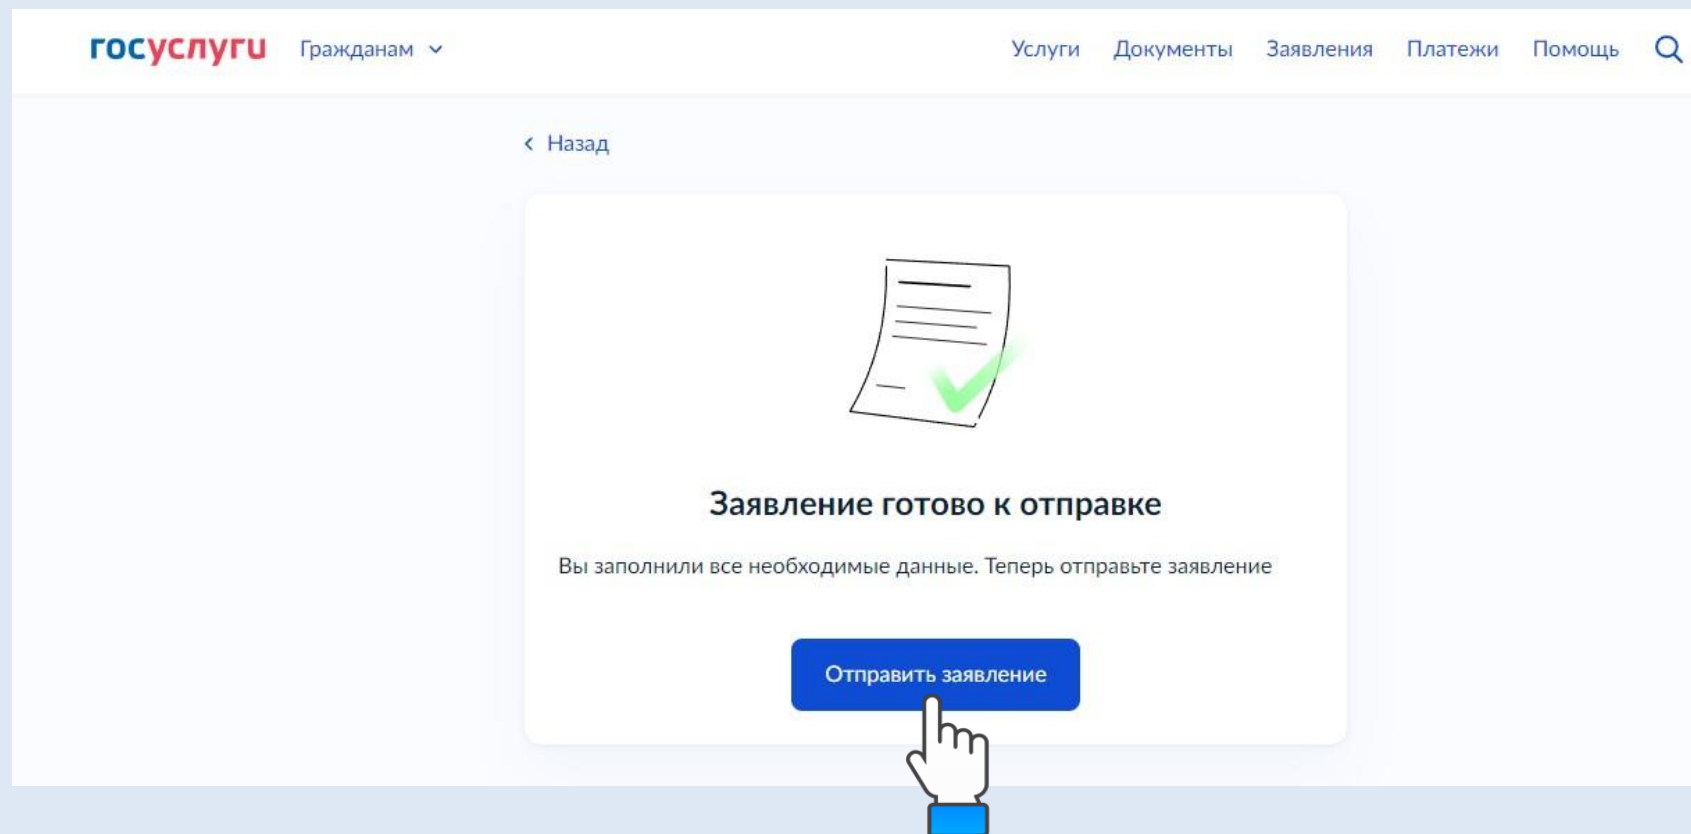 госуслуги Гражданам Услуги Документы Заявления Платежи Помощь
Назад
Заявление готово к отправке
Вы заполнили все необходимые данные. Теперь отправьте заявление
Отправить заявление